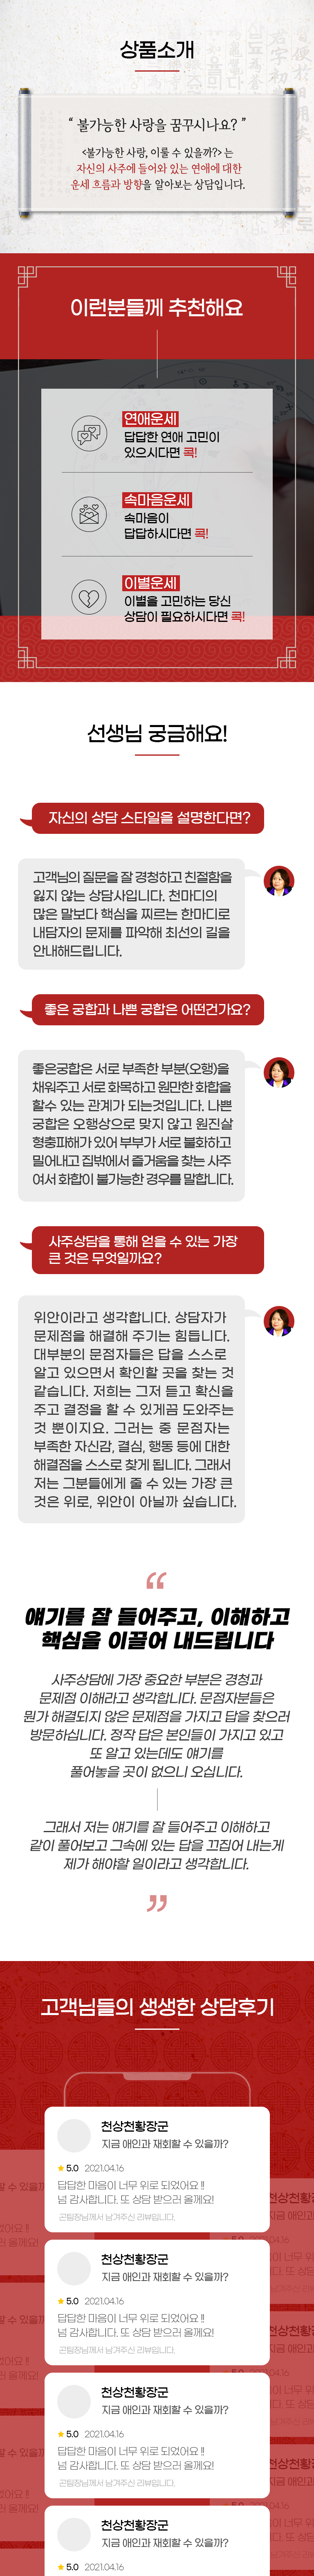 상품소개
“ 불가능한 사랑을 꿈꾸시나요? ”
<불가능한 사랑, 이룰 수 있을까?> 는
자신의 사주에 들어와 있는 연애에 대한
운세 흐름과 방향을 알아보는 상담입니다.
이런분들께 추천해요
연애운세
답답한 연애 고민이
있으시다면 콕!
속마음운세
속마음이
답답하시다면 콕!
이별운세
이별을 고민하는 당신
상담이 필요하시다면 콕!
선생님 궁금해요!
자신의 상담 스타일을 설명한다면?
고객님의 질문을 잘 경청하고 친절함을
잃지 않는 상담사입니다. 천마디의
많은 말보다 핵심을 찌르는 한마디로
내담자의 문제를 파악해 최선의 길을
안내해드립니다.
좋은 궁합과 나쁜 궁합은 어떤건가요?
좋은궁합은 서로 부족한 부분(오행)을
채워주고 서로 화목하고 원만한 화합을
할수 있는 관계가 되는것입니다. 나쁜
궁합은 오행상으로 맞지 않고 원진살
형충파해가 있어 부부가 서로 불화하고
밀어내고 집밖에서 즐거움을 찾는 사주
여서 화합이 불가능한 경우를 말합니다.
사주상담을 통해 얻을 수 있는 가장
큰 것은 무엇일까요?
위안이라고 생각합니다. 상담자가
문제점을 해결해 주기는 힘듭니다.
대부분의 문점자들은 답을 스스로
알고 있으면서 확인할 곳을 찾는 것
같습니다. 저희는 그저 듣고 확신을
주고 결정을 할 수 있게끔 도와주는
것 뿐이지요. 그러는 중 문점자는
부족한 자신감, 결심, 행동 등에 대한
해결점을 스스로 찾게 됩니다. 그래서
저는 그분들에게 줄 수 있는 가장 큰
것은 위로, 위안이 아닐까 싶습니다.
“
얘기를 잘 들어주고, 이해하고
핵심을 이끌어 내드립니다
사주상담에 가장 중요한 부분은 경청과
문제점 이해라고 생각합니다. 문점자분들은
뭔가 해결되지 않은 문제점을 가지고 답을 찾으러
방문하십니다. 정작 답은 본인들이 가지고 있고
또 알고 있는데도 얘기를
풀어놓을 곳이 없으니 오십니다.
그래서 저는 얘기를 잘 들어주고 이해하고
같이 풀어보고 그속에 있는 답을 끄집어 내는게
제가 해야할 일이라고 생각합니다.
”
고객님들의 생생한 상담후기
천상천황장군
지금 애인과 재회할 수 있을까?
★ 5.0 2021.04.16
답답한 마음이 너무 위로 되었어요 !!
넘 감사합니다. 또 상담 받으러 올께요!
곤팀장님께서 남겨주신 리뷰입니다.
천상천황장군
지금 애인과 재회할 수 있을까?
★ 5.0 2021.04.16
답답한 마음이 너무 위로 되었어요 !!
넘 감사합니다. 또 상담 받으러 올께요!
곤팀장님께서 남겨주신 리뷰입니다.
천상천황장군
지금 애인과 재회할 수 있을까?
★ 5.0 2021.04.16
답답한 마음이 너무 위로 되었어요 !!
넘 감사합니다. 또 상담 받으러 올께요!
곤팀장님께서 남겨주신 리뷰입니다.
천상천황장군
지금 애인과 재회할 수 있을까?
★ 5.0 2021.04.16